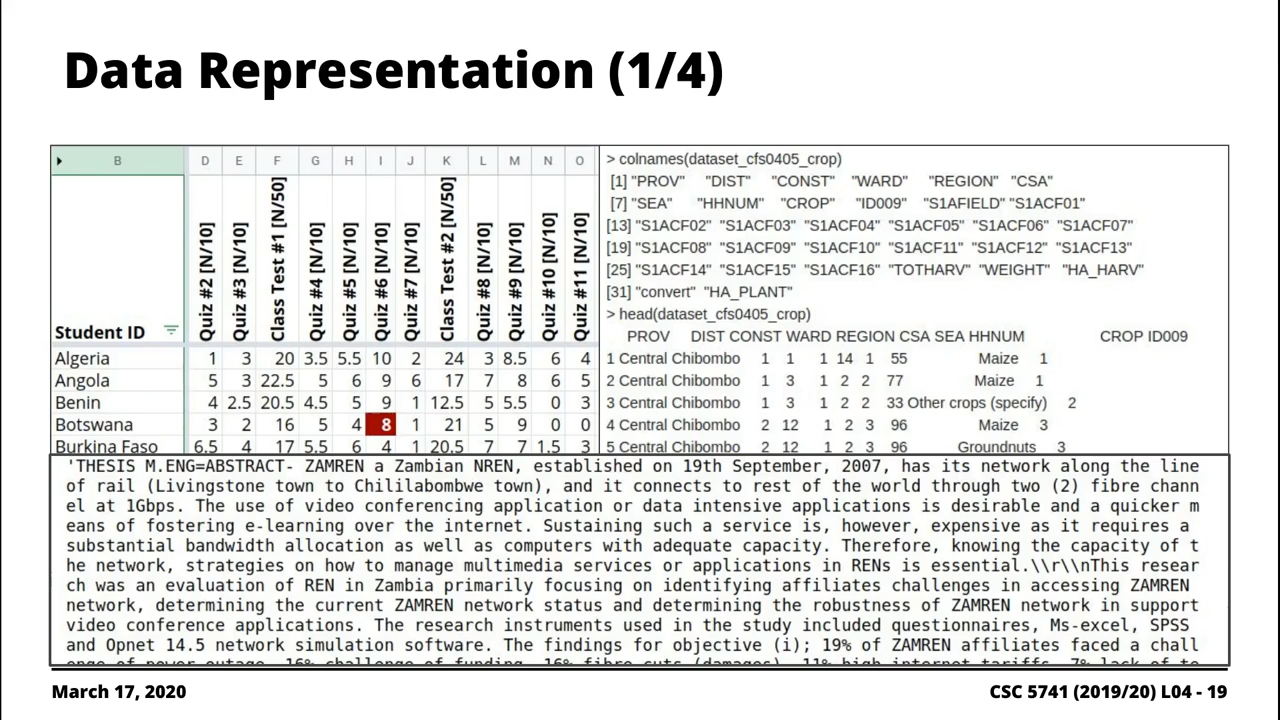 Data Representation (1/4)
B D E F G H I J K L M N O
Student ID Quiz #2 [N/10] Quiz #3 [N/10] Class Test #1 [N/50] Quiz #4 [N/10] Quiz #5 [N/10] Quiz #6 [N/10] Quiz #7 [N/10] Class Test #2 [N/50] Quiz #8 [N/10] Quiz #9 [N/10] Quiz #10 [N/10] Quiz #11 [N/10]
Algeria 1 3 20 3.5 5.5 10 2 24 3 8.5 6 4
Angola 5 3 22.5 5 6 9 6 17 7 8 6 5
Benin 4 2.5 20.5 4.5 5 9 1 12.5 5 5.5 0 3
Botswana 3 2 16 5 4 8 1 21 5 9 0 0
Burkina Faso 6.5 4 17 5.5 6 4 1 20.5 7 7 1.5 3
> colnames(dataset_cfs0405_crop)
[1] "PROV" "DIST" "CONST" "WARD" "REGION" "CSA"
[7] "SEA" "HHNUM" "CROP" "ID009" "S1AFIELD" "S1ACF01"
[13] "S1ACF02" "S1ACF03" "S1ACF04" "S1ACF05" "S1ACF06" "S1ACF07"
[19] "S1ACF08" "S1ACF09" "S1ACF10" "S1ACF11" "S1ACF12" "S1ACF13"
[25] "S1ACF14" "S1ACF15" "S1ACF16" "TOTHARV" "WEIGHT" "HA_HARV"
[31] "convert" "HA_PLANT"
> head(dataset_cfs0405_crop)
PROV DIST CONST WARD REGION CSA SEA HHNUM CROP ID009
1 Central Chibombo 1 1 1 14 1 55 Maize 1
2 Central Chibombo 1 3 1 2 2 77 Maize 1
3 Central Chibombo 1 3 1 2 2 33 Other crops (specify) 2
4 Central Chibombo 2 12 1 2 3 96 Maize 3
5 Central Chibombo 2 12 1 2 3 96 Groundnuts 3
'THESIS M.ENG=ABSTRACT- ZAMREN a Zambian NREN, established on 19th September, 2007, has its network along the line
of rail (Livingstone town to Chililabombwe town), and it connects to rest of the world through two (2) fibre chann
el at 1Gbps. The use of video conferencing application or data intensive applications is desirable and a quicker m
eans of fostering e-learning over the internet. Sustaining such a service is, however, expensive as it requires a
substantial bandwidth allocation as well as computers with adequate capacity. Therefore, knowing the capacity of t
he network, strategies on how to manage multimedia services or applications in RENs is essential.\\r\\nThis resear
ch was an evaluation of REN in Zambia primarily focusing on identifying affiliates challenges in accessing ZAMREN
network, determining the current ZAMREN network status and determining the robustness of ZAMREN network in support
video conference applications. The research instruments used in the study included questionnaires, Ms-excel, SPSS
and Opnet 14.5 network simulation software. The findings for objective (i); 19% of ZAMREN affiliates faced a chall
enge of power outage, 16% challenge of funding, 16% fibre cuts (damages), 11% high internet tariffs, 7% lack of te
March 17, 2020
CSC 5741 (2019/20) L04 - 19